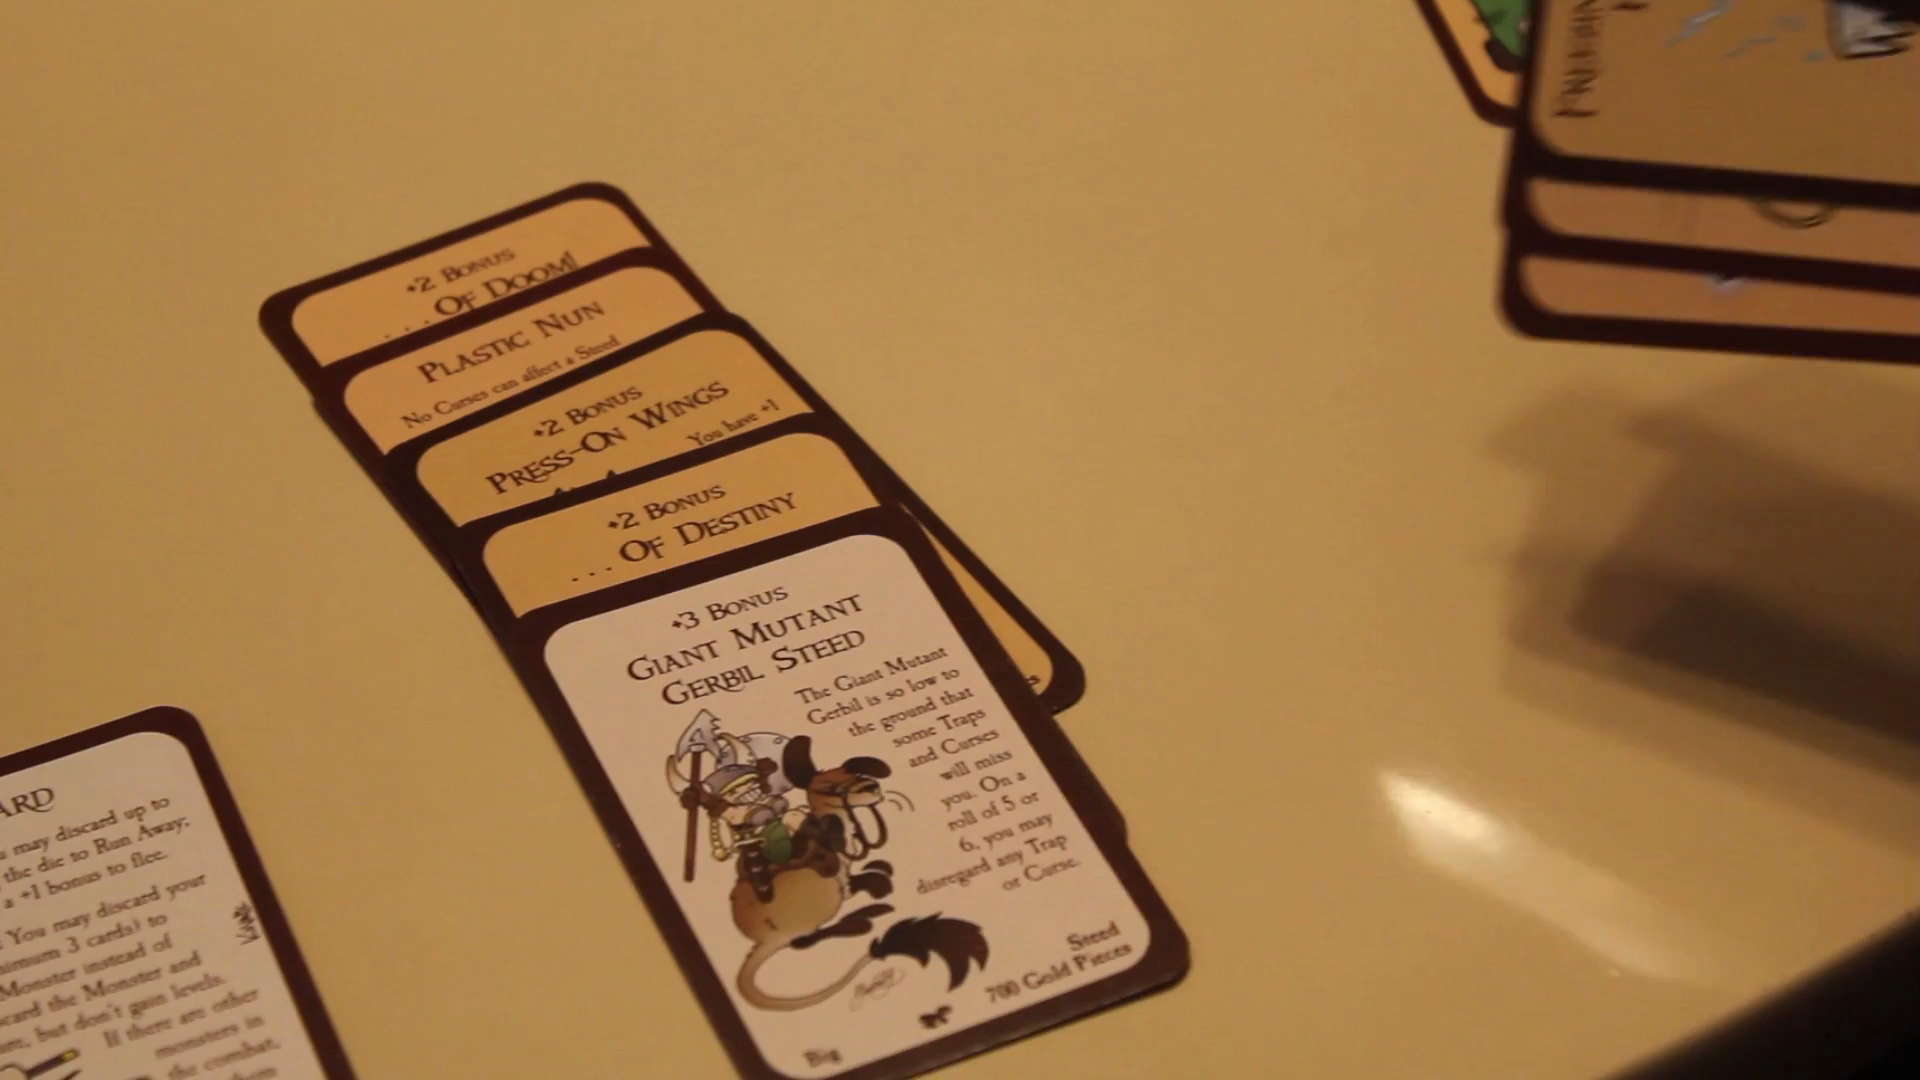 +2 Bonus
...Of Doom!
Plastic Nun
No Curses can affect a Steed
+2 Bonus
Press-On Wings
You have +1
+2 Bonus
...Of Destiny
+3 Bonus
Giant Mutant
Gerbil Steed
The Giant Mutant
Gerbil is so low to
the ground that
some Traps
and Curses
will miss
you. On a
roll of 5 or
6, you may
disregard any Trap
or Curse.
Steed
700 Gold Pieces
Big
may discard up to
the die to Run Away;
a +1 bonus to flee.
You may discard your
3 cards) to
Monster instead of
the Monster and
but don't gain levels.
If there are other
monsters in
the combat,